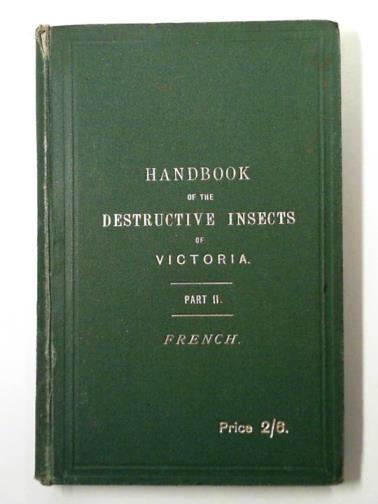 HANDBOOK
OF THE
DESTRUCTIVE INSECTS
OF
VICTORIA.
PART II.
FRENCH.
Price 2/6.